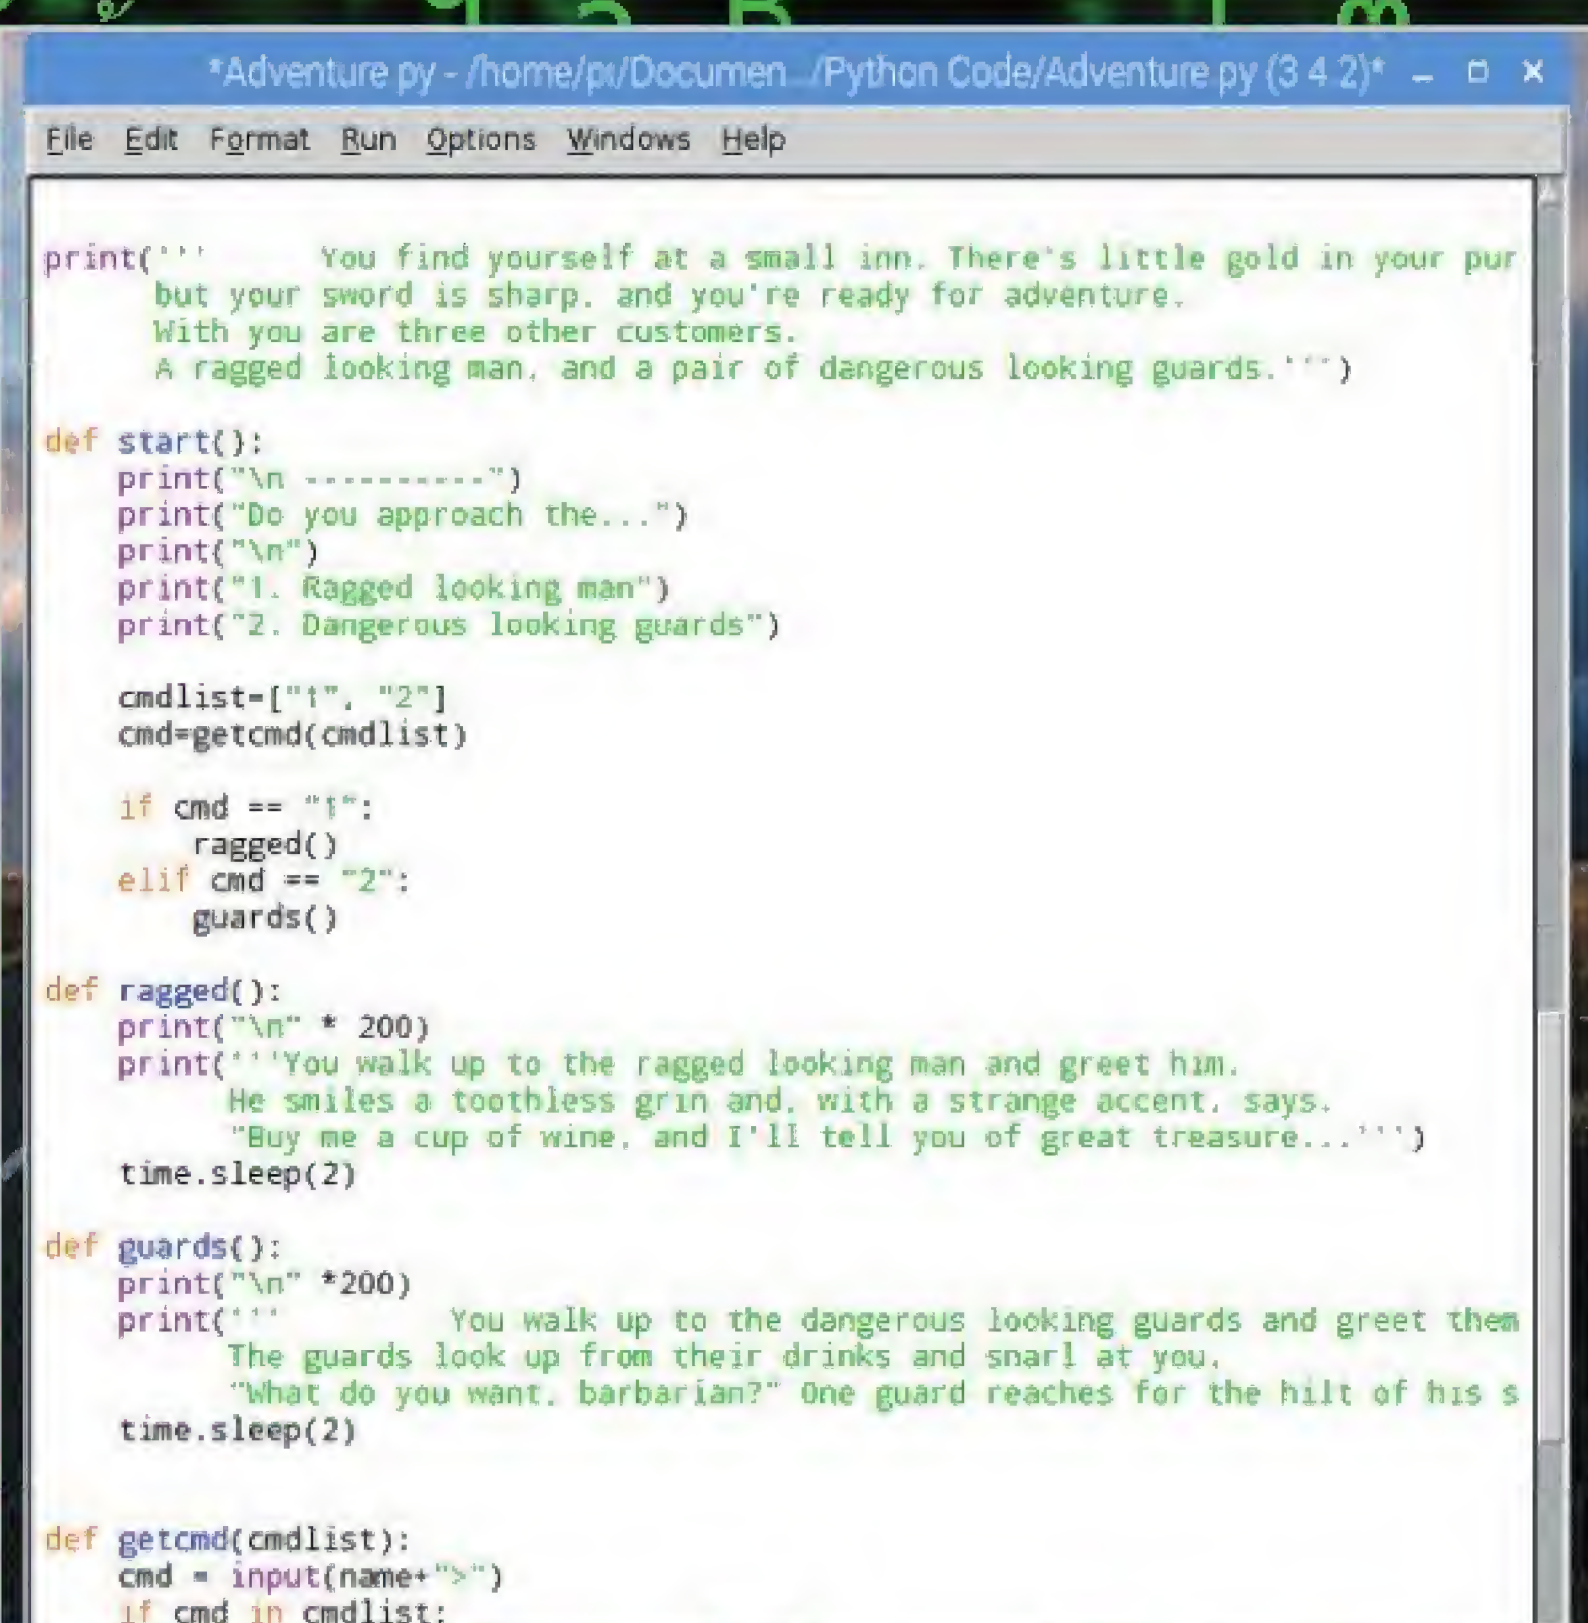 *Adventure py - /home/pi/Documen.../Python Code/Adventure py (3 4 2)*
File Edit Format Run Options Windows Help
print('''      You find yourself at a small inn. There's little gold in your pur
      but your sword is sharp, and you're ready for adventure.
      With you are three other customers.
      A ragged looking man, and a pair of dangerous looking guards.''')
def start():
    print("\n ----------")
    print("Do you approach the...")
    print("\n")
    print("1. Ragged looking man")
    print("2. Dangerous looking guards")
    cmdlist=["1", "2"]
    cmd=getcmd(cmdlist)
    if cmd == "1":
        ragged()
    elif cmd == "2":
        guards()
def ragged():
    print("\n" * 200)
    print('''You walk up to the ragged looking man and greet him.
          He smiles a toothless grin and, with a strange accent, says.
          "Buy me a cup of wine, and I'll tell you of great treasure...''')
    time.sleep(2)
def guards():
    print("\n" *200)
    print('''         You walk up to the dangerous looking guards and greet them
          The guards look up from their drinks and snarl at you.
          "What do you want, barbarian?" One guard reaches for the hilt of his s
    time.sleep(2)
def getcmd(cmdlist):
    cmd = input(name+">")
    if cmd in cmdlist: